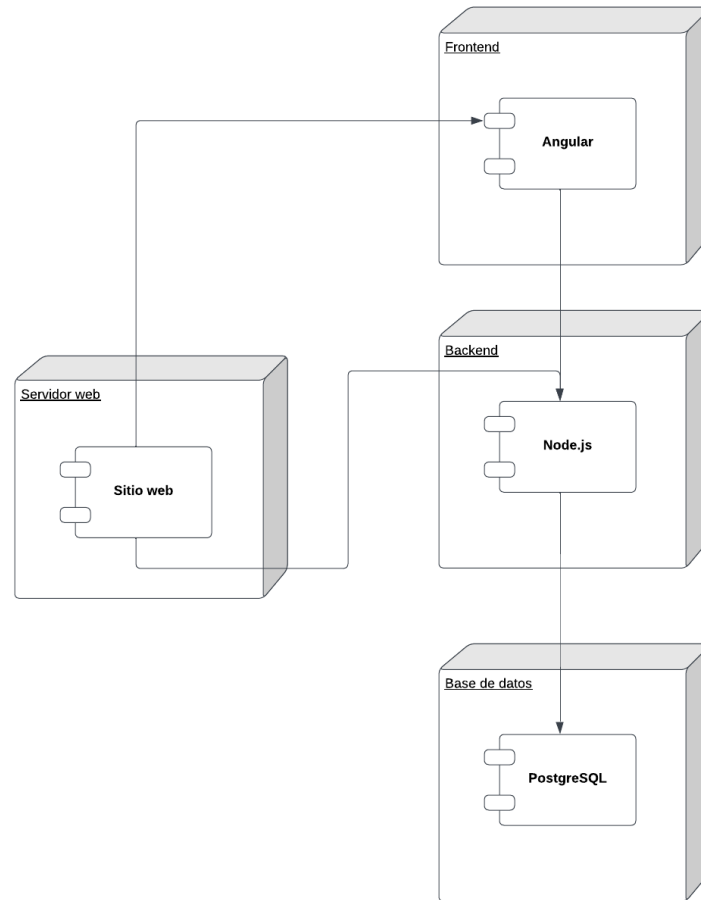 Frontend
Angular
Backend
Servidor web
Node.js
Sitio web
Base de datos
PostgreSQL